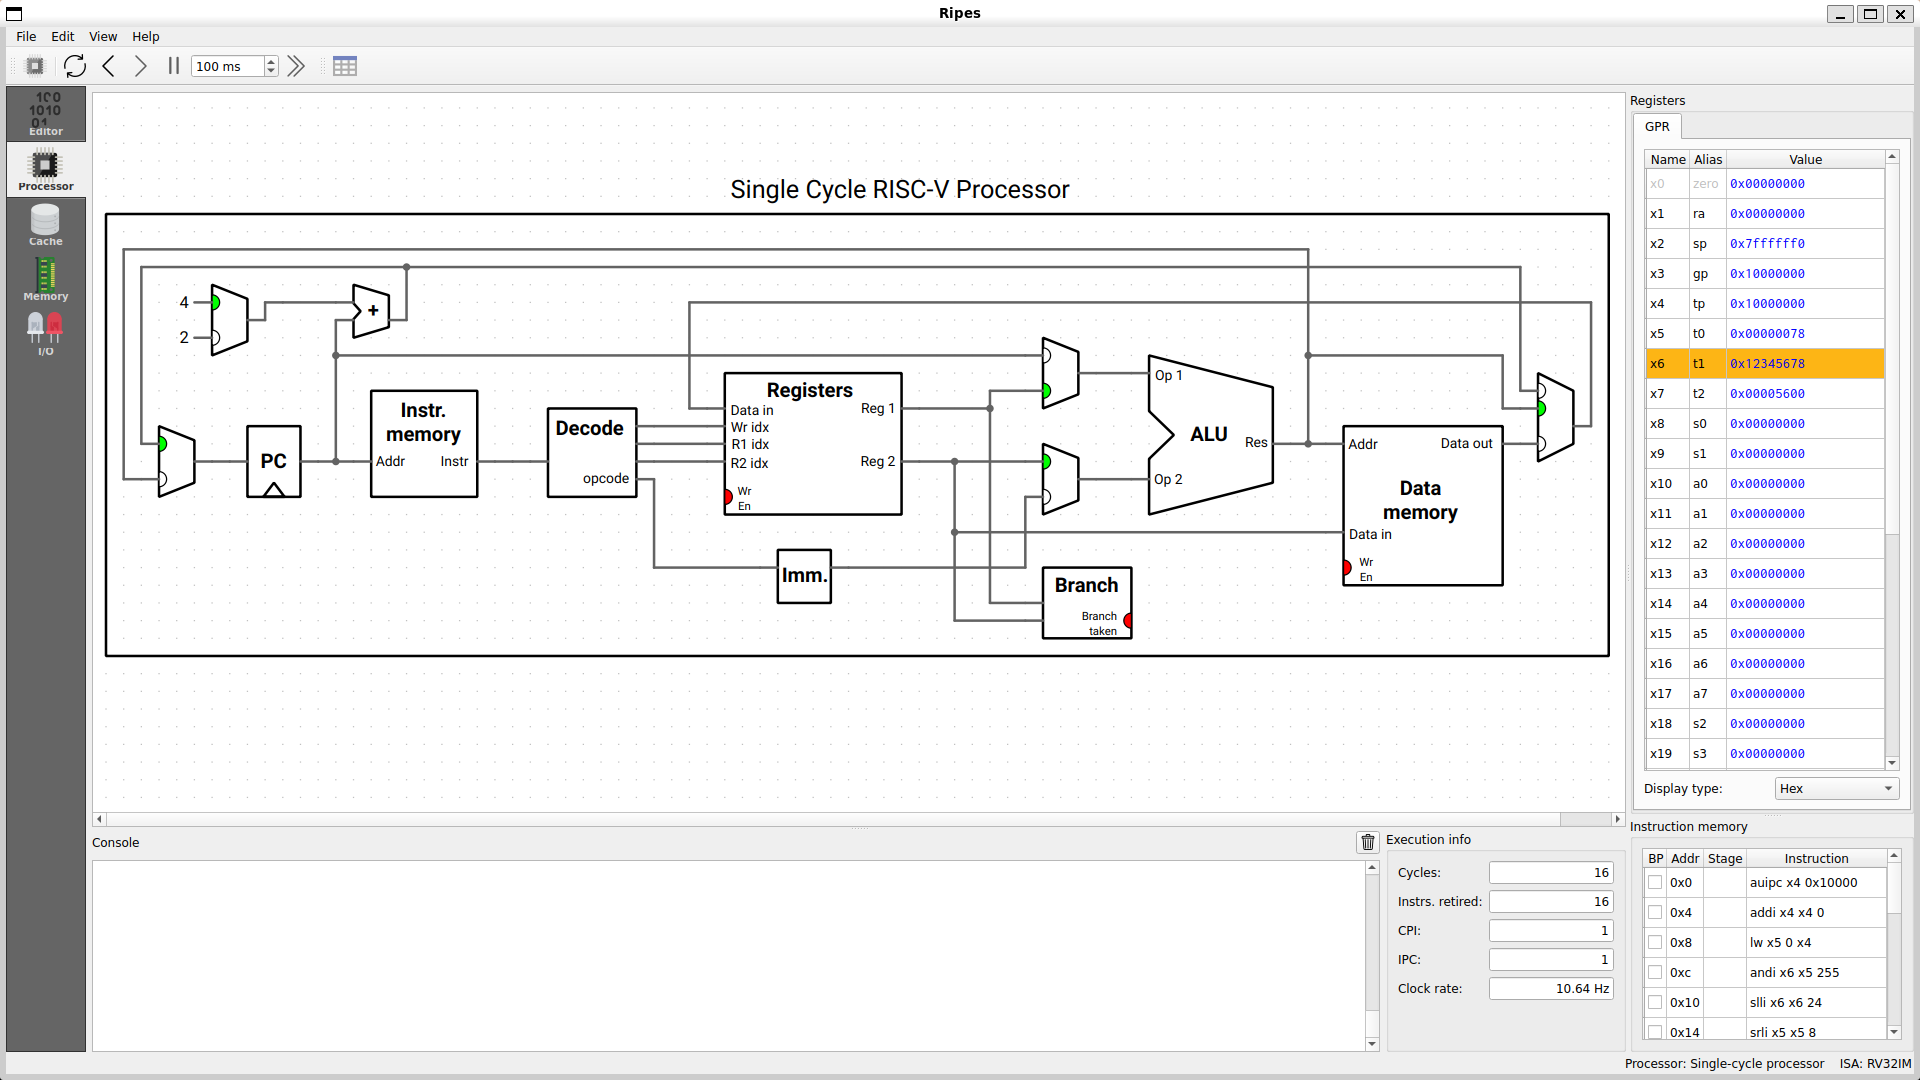 Ripes
File Edit View Help
100 ms
Editor
Processor
Cache
Memory
I/O
Single Cycle RISC-V Processor
4
2
+
PC
Instr.
memory
Addr Instr
Decode
opcode
Registers
Data in Reg 1
Wr idx
R1 idx
R2 idx Reg 2
Wr
En
Imm.
Op 1
ALU
Res
Op 2
Branch
Branch
taken
Addr Data out
Data
memory
Data in
Wr
En
Registers
GPR
Name Alias Value
x0 zero 0x00000000
x1 ra 0x00000000
x2 sp 0x7ffffff0
x3 gp 0x10000000
x4 tp 0x10000000
x5 t0 0x00000078
x6 t1 0x12345678
x7 t2 0x00005600
x8 s0 0x00000000
x9 s1 0x00000000
x10 a0 0x00000000
x11 a1 0x00000000
x12 a2 0x00000000
x13 a3 0x00000000
x14 a4 0x00000000
x15 a5 0x00000000
x16 a6 0x00000000
x17 a7 0x00000000
x18 s2 0x00000000
x19 s3 0x00000000
Display type: Hex
Console
Execution info
Cycles: 16
Instrs. retired: 16
CPI: 1
IPC: 1
Clock rate: 10.64 Hz
Instruction memory
BP Addr Stage Instruction
0x0 auipc x4 0x10000
0x4 addi x4 x4 0
0x8 lw x5 0 x4
0xc andi x6 x5 255
0x10 slli x6 x6 24
0x14 srli x5 x5 8
Processor: Single-cycle processor ISA: RV32IM